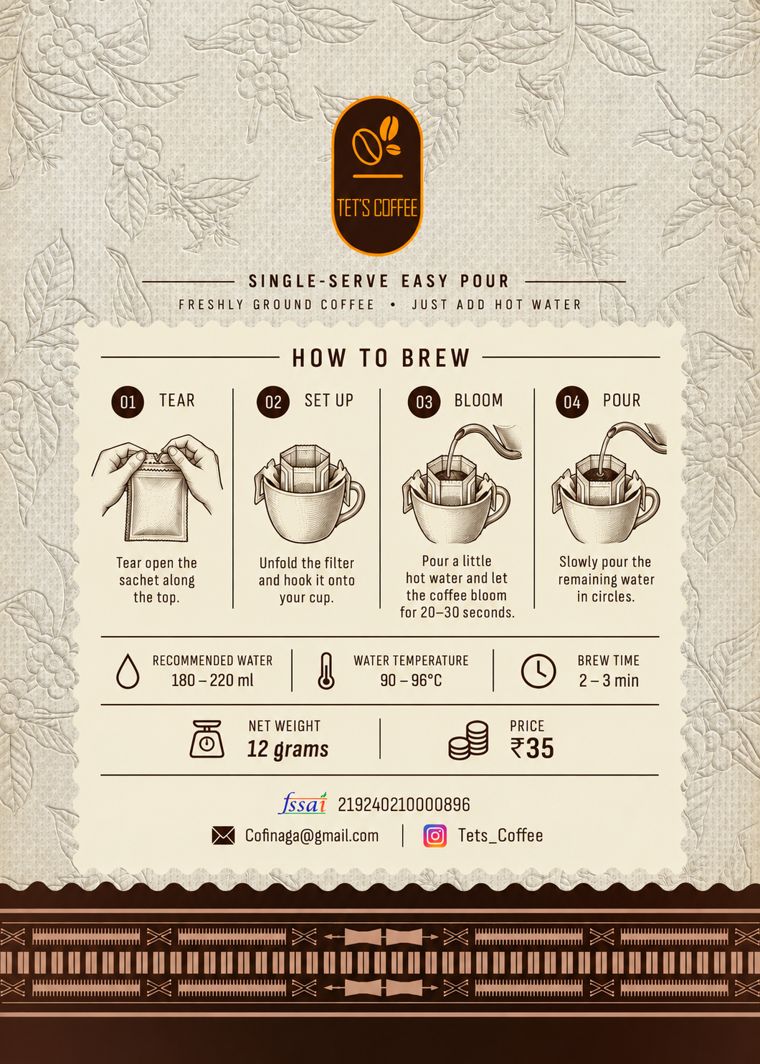 TET'S COFFEE
SINGLE-SERVE EASY POUR
FRESHLY GROUND COFFEE • JUST ADD HOT WATER
HOW TO BREW
01 TEAR
Tear open the
sachet along
the top.
02 SET UP
Unfold the filter
and hook it onto
your cup.
03 BLOOM
Pour a little
hot water and let
the coffee bloom
for 20–30 seconds.
04 POUR
Slowly pour the
remaining water
in circles.
RECOMMENDED WATER
180 – 220 ml
WATER TEMPERATURE
90 – 96°C
BREW TIME
2 – 3 min
NET WEIGHT
12 grams
PRICE
₹35
fssai 219240210000896
Cofinaga@gmail.com
Tets_Coffee